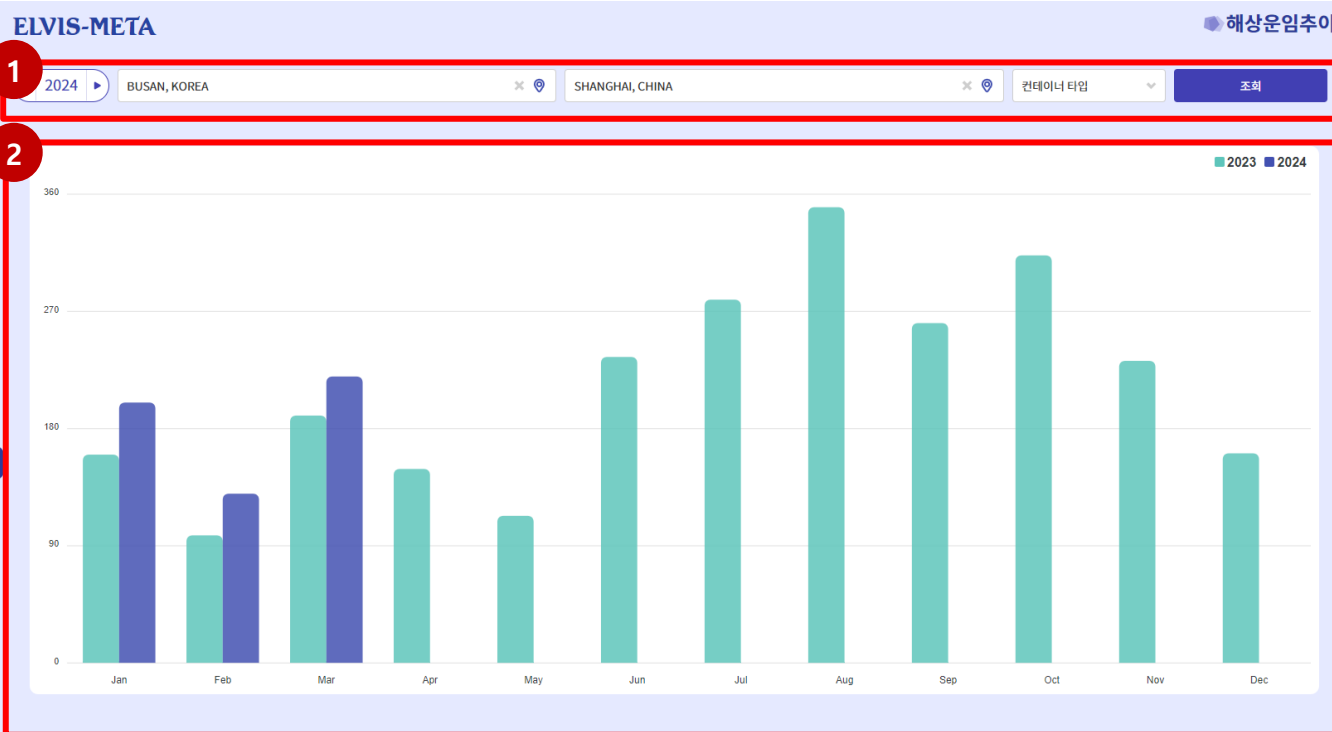 ELVIS-META
해상운임추이
1
2024
BUSAN, KOREA
SHANGHAI, CHINA
컨테이너 타입
조회
2
2023
2024
360
270
180
90
0
Jan
Feb
Mar
Apr
May
Jun
Jul
Aug
Sep
Oct
Nov
Dec